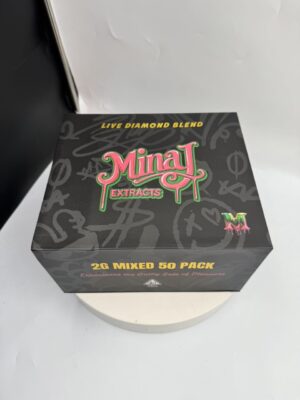 LIVE DIAMOND BLEND
MinaJ
EXTRACTS
M
2G MIXED 50 PACK